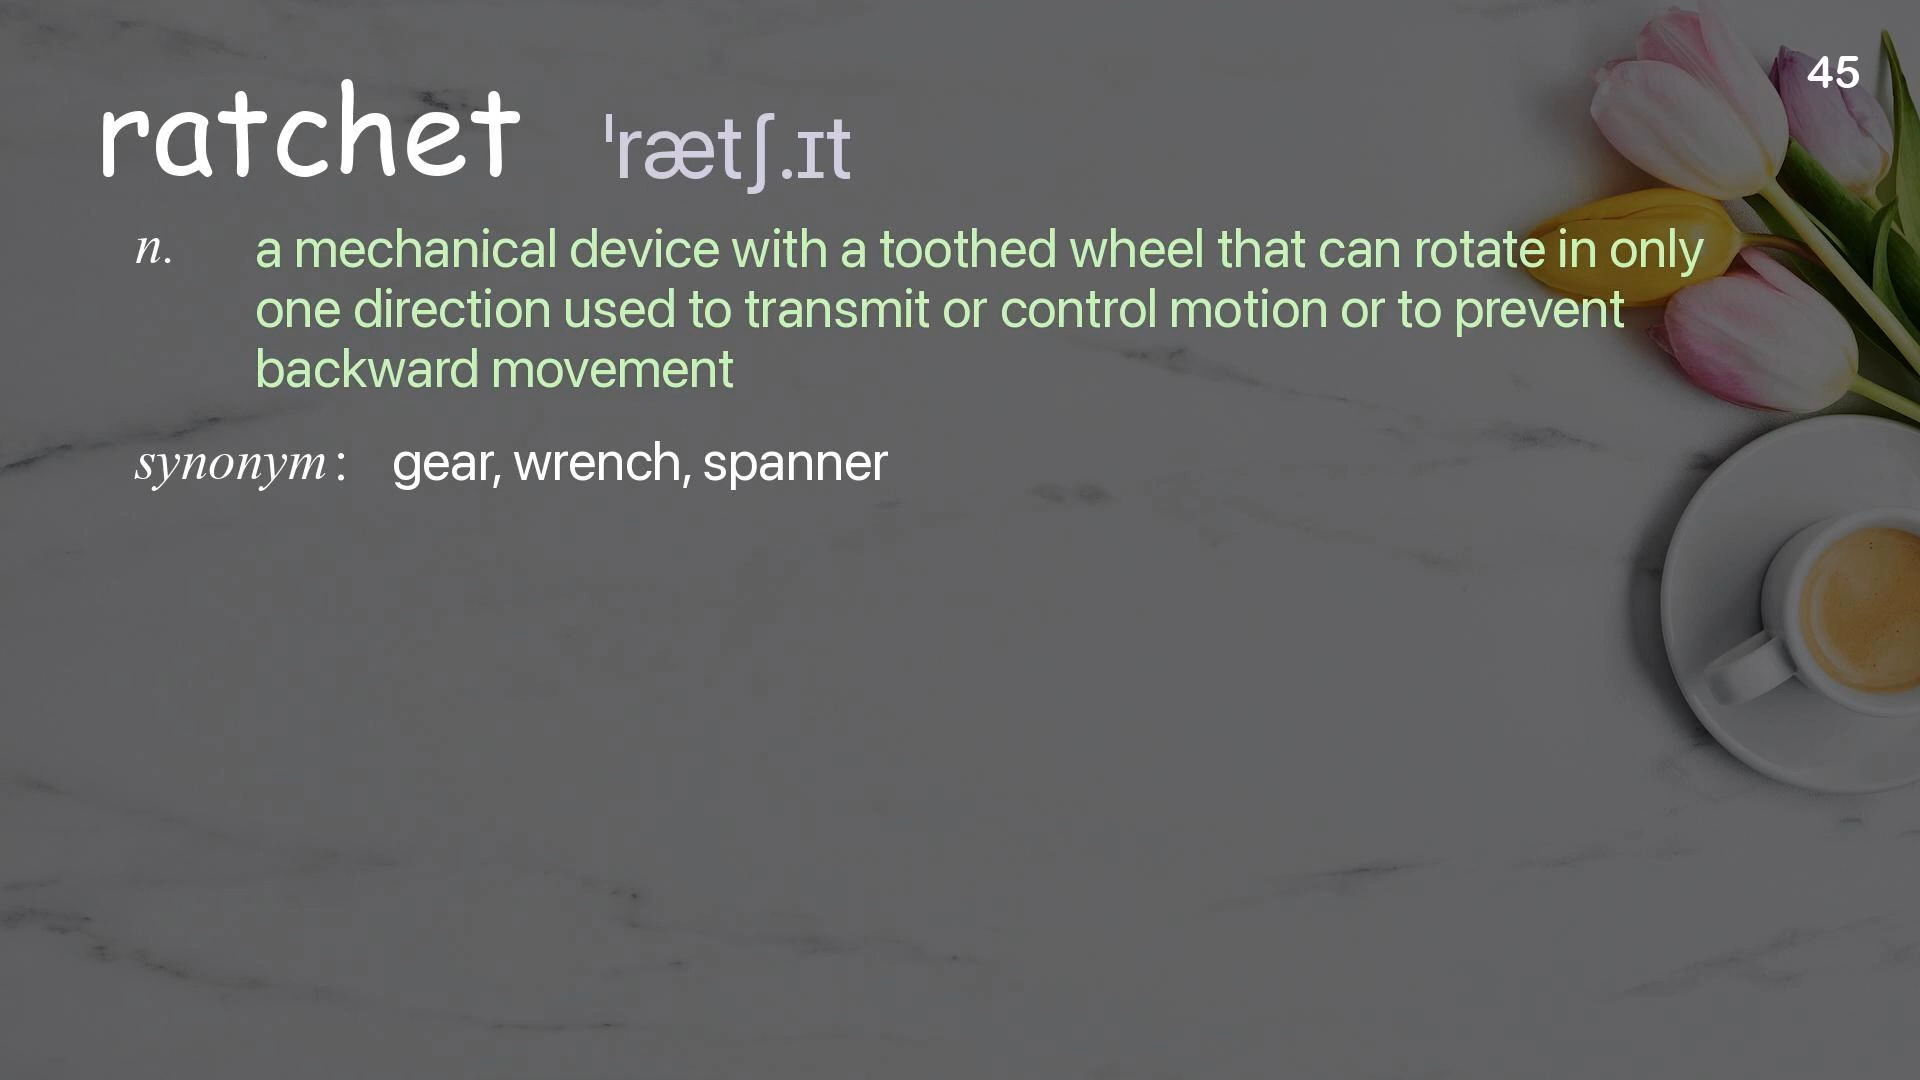 45
ratchet ˈrætʃ.ɪt
n. a mechanical device with a toothed wheel that can rotate in only
one direction used to transmit or control motion or to prevent
backward movement
synonym: gear, wrench, spanner